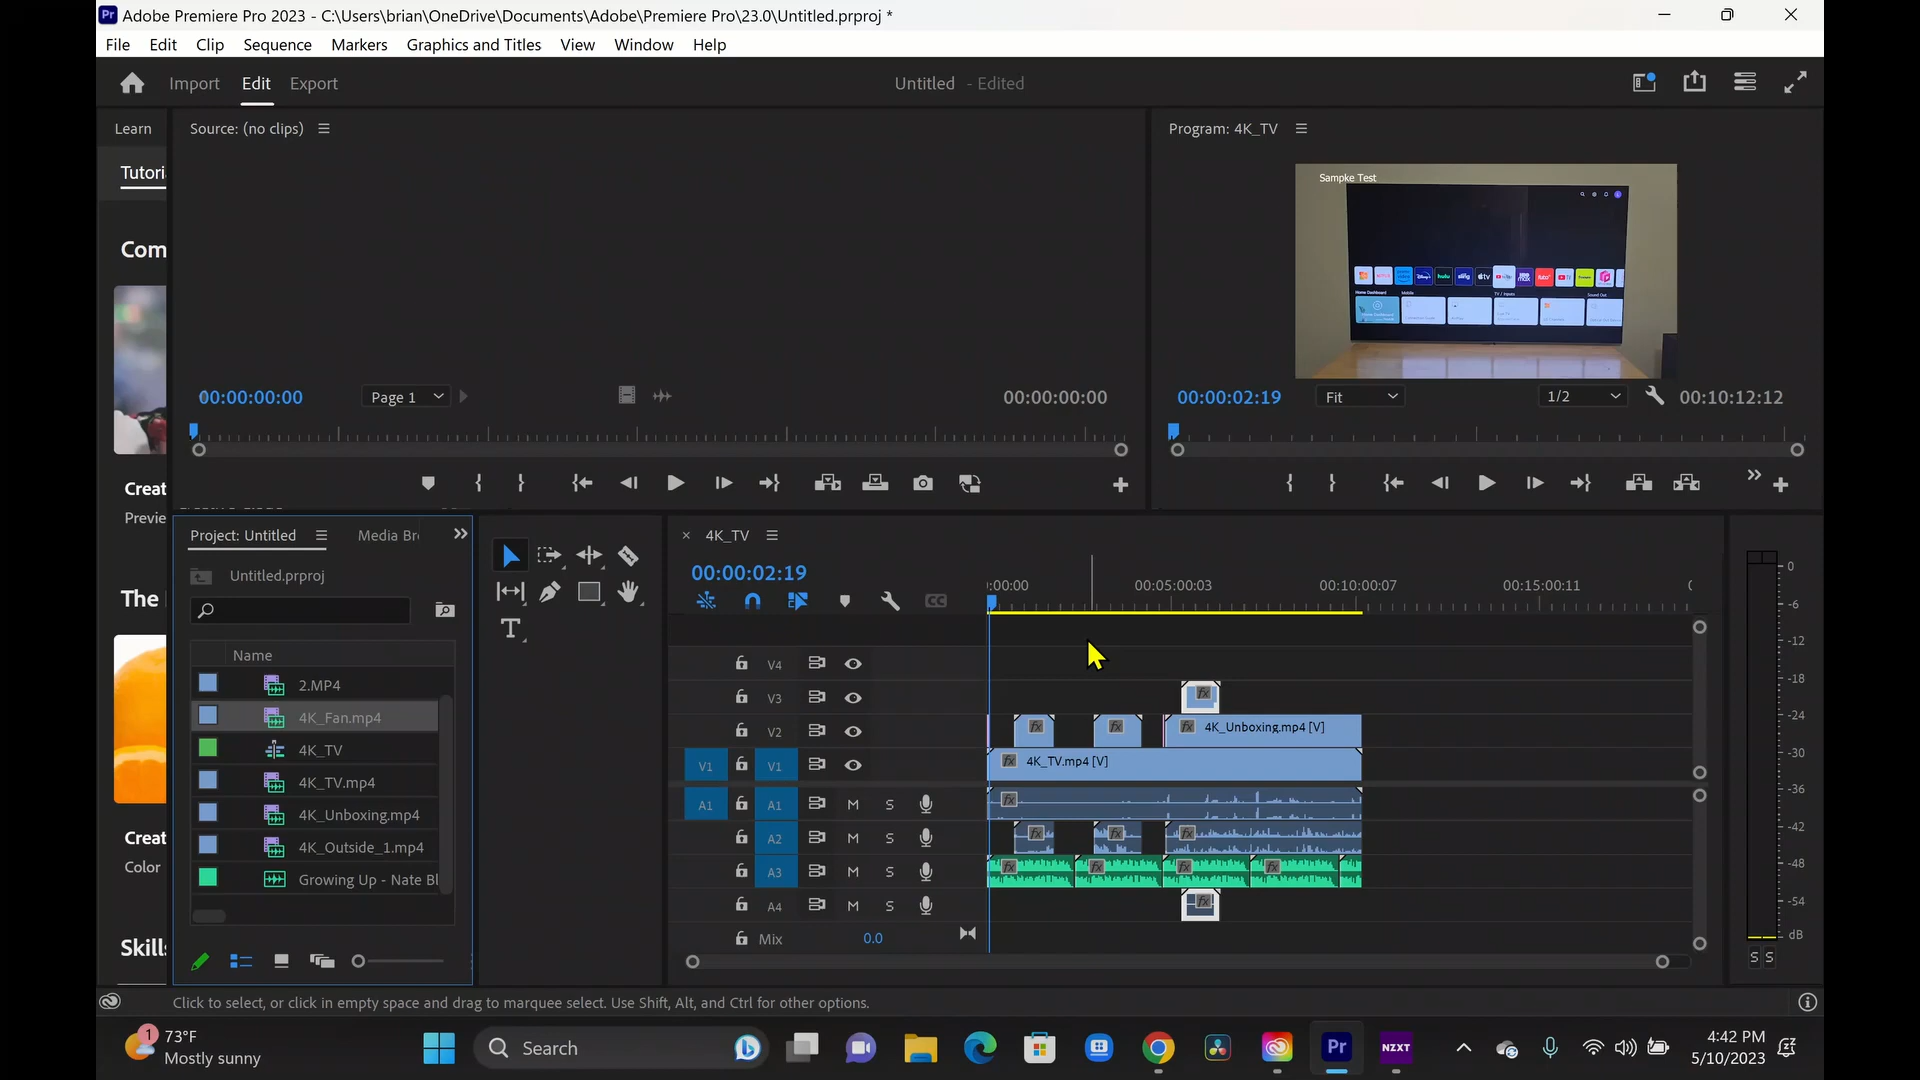 Adobe Premiere Pro 2023 - C:\Users\brian\OneDrive\Documents\Adobe\Premiere Pro\23.0\Untitled.prproj *
File Edit Clip Sequence Markers Graphics and Titles View Window Help
Import Edit Export
Untitled - Edited
Learn
Source: (no clips)
Program: 4K_TV
Tutori
Com
Creat
Previe
The
Creat
Color
Skill
Sampke Test
00:00:00:00
Page 1
00:00:00:00
00:00:02:19
Fit
1/2
00:10:12:12
Project: Untitled
Media Br
Untitled.prproj
Name
2.MP4
4K_Fan.mp4
4K_TV
4K_TV.mp4
4K_Unboxing.mp4
4K_Outside_1.mp4
Growing Up - Nate Bl
4K_TV
00:00:02:19
:00:00
00:05:00:03
00:10:00:07
00:15:00:11
V4
V3
V2
fx fx fx fx 4K_Unboxing.mp4 [V]
V1 V1
fx 4K_TV.mp4 [V]
A1 A1 M S
A2 M S
A3 M S
A4 M S
Mix 0.0
0
-6
-12
-18
-24
-30
-36
-42
-48
-54
dB
S S
Click to select, or click in empty space and drag to marquee select. Use Shift, Alt, and Ctrl for other options.
1
73°F
Mostly sunny
Search
Pr
NZXT
4:42 PM
5/10/2023